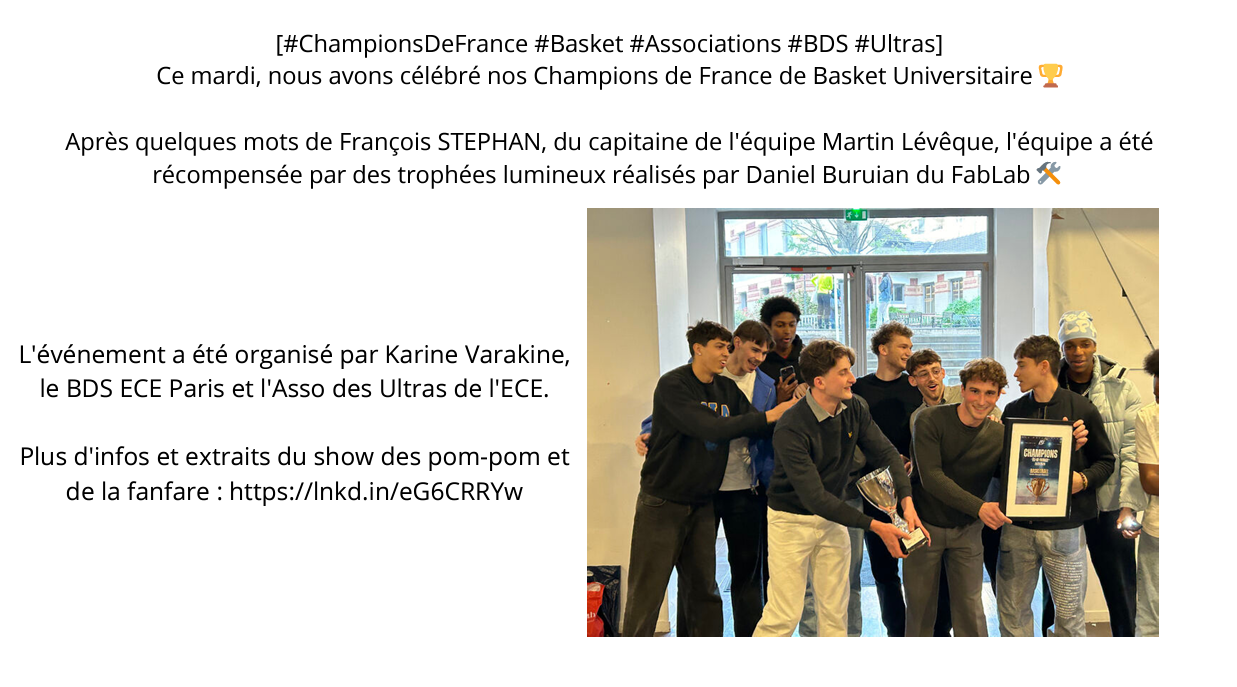 [#ChampionsDeFrance #Basket #Associations #BDS #Ultras]
Ce mardi, nous avons célébré nos Champions de France de Basket Universitaire 🏆
Après quelques mots de François STEPHAN, du capitaine de l'équipe Martin Lévêque, l'équipe a été
récompensée par des trophées lumineux réalisés par Daniel Buruian du FabLab 🛠️
L'événement a été organisé par Karine Varakine,
le BDS ECE Paris et l'Asso des Ultras de l'ECE.
Plus d'infos et extraits du show des pom-pom et
de la fanfare : https://lnkd.in/eG6CRRYw
CHAMPIONS